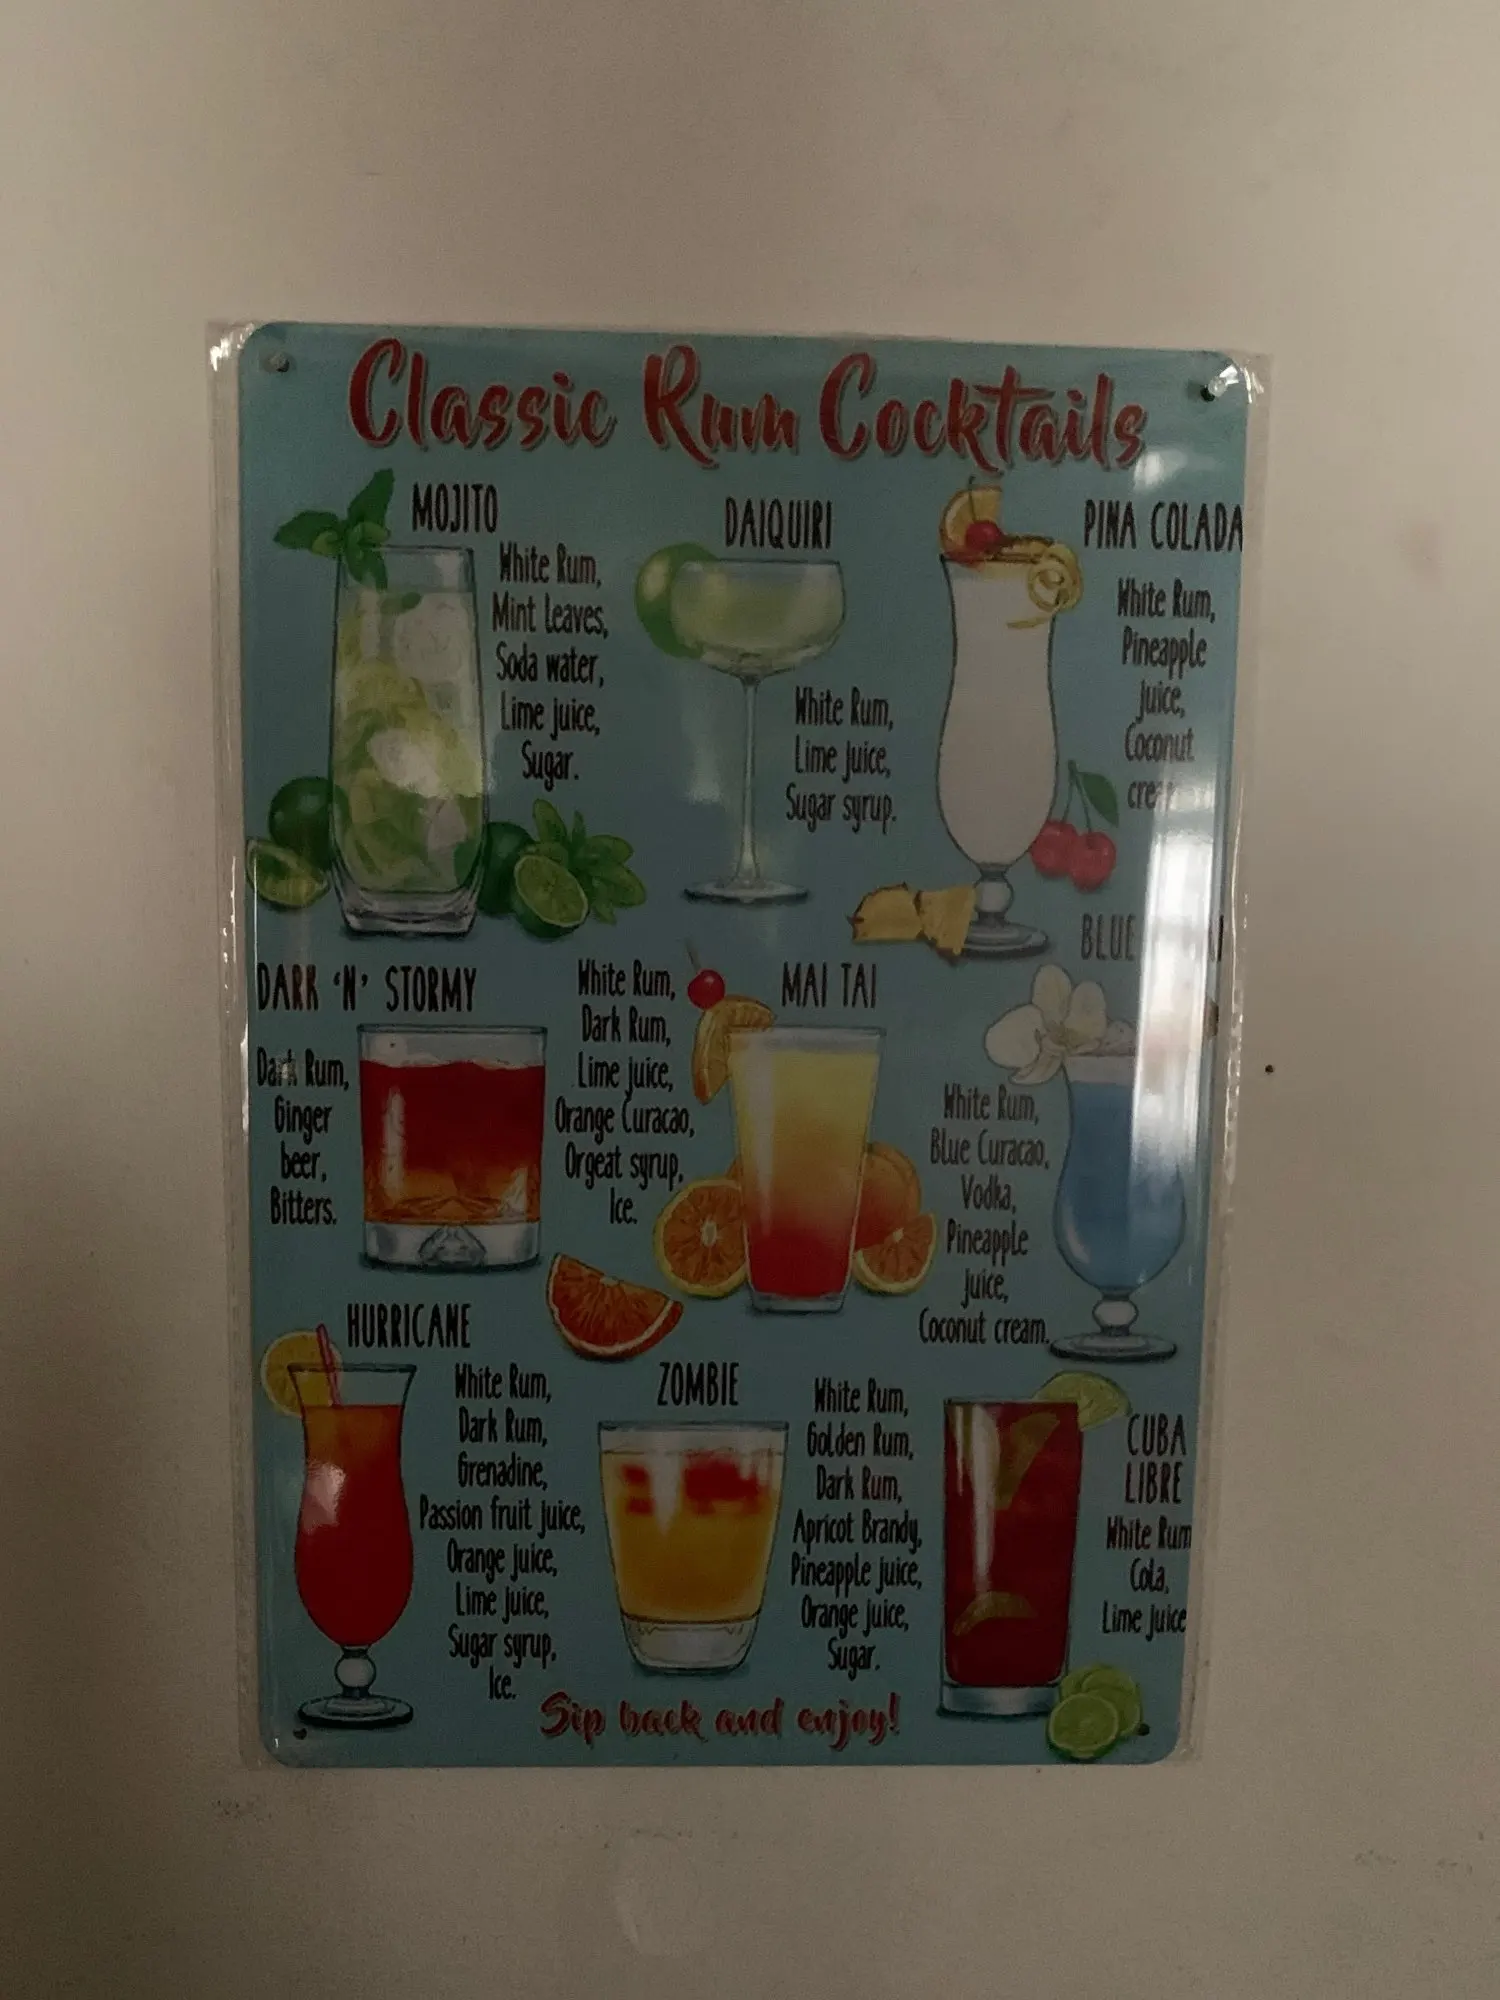 Classic Rum Cocktails
MOJITO
White Rum,
Mint Leaves,
Soda water,
Lime juice,
Sugar.
DAIQUIRI
White Rum,
Lime juice,
Sugar syrup.
PINA COLADA
White Rum,
Pineapple
juice,
Coconut
DARK 'N' STORMY
Dark Rum,
Ginger
beer,
Bitters.
MAI TAI
White Rum,
Dark Rum,
Lime juice,
Orange Curacao,
Orgeat syrup,
Ice.
BLUE
White Rum,
Blue Curacao,
Vodka,
Pineapple
juice,
Coconut cream.
HURRICANE
White Rum,
Dark Rum,
Grenadine,
Passion fruit juice,
Orange juice,
Lime juice,
Sugar syrup,
Ice.
ZOMBIE
White Rum,
Golden Rum,
Dark Rum,
Apricot Brandy,
Pineapple juice,
Orange juice,
Sugar.
CUBA
LIBRE
White Rum
Cola,
Lime juice
Sip back and enjoy!